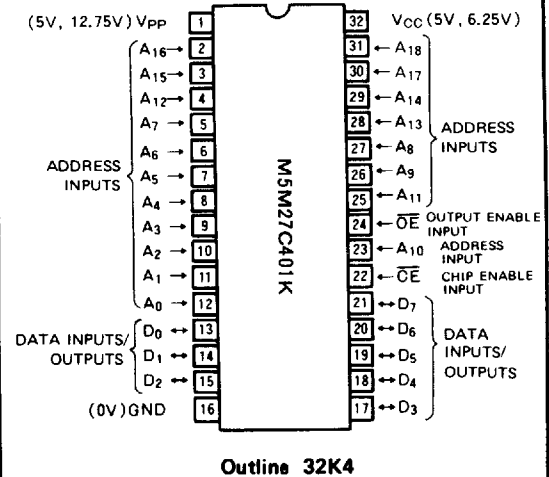 (5V, 12.75V) VPP 1
A16→ 2
A15→ 3
A12→ 4
A7 → 5
A6 → 6
A5 → 7
A4 → 8
A3 → 9
A2 → 10
A1 → 11
A0 → 12
ADDRESS
INPUTS
D0 ↔ 13
D1 ↔ 14
D2 ↔ 15
DATA INPUTS/
OUTPUTS
(0V)GND 16
M5M27C401K
32 VCC(5V, 6.25V)
31 ← A18
30 ← A17
29 ← A14
28 ← A13
27 ← A8
26 ← A9
25 ← A11
ADDRESS
INPUTS
24 ← O̅E̅ OUTPUT ENABLE
INPUT
23 ← A10 ADDRESS
INPUT
22 ← C̅E̅ CHIP ENABLE
INPUT
21 ↔ D7
20 ↔ D6
19 ↔ D5
18 ↔ D4
17 ↔ D3
DATA
INPUTS/
OUTPUTS
Outline 32K4